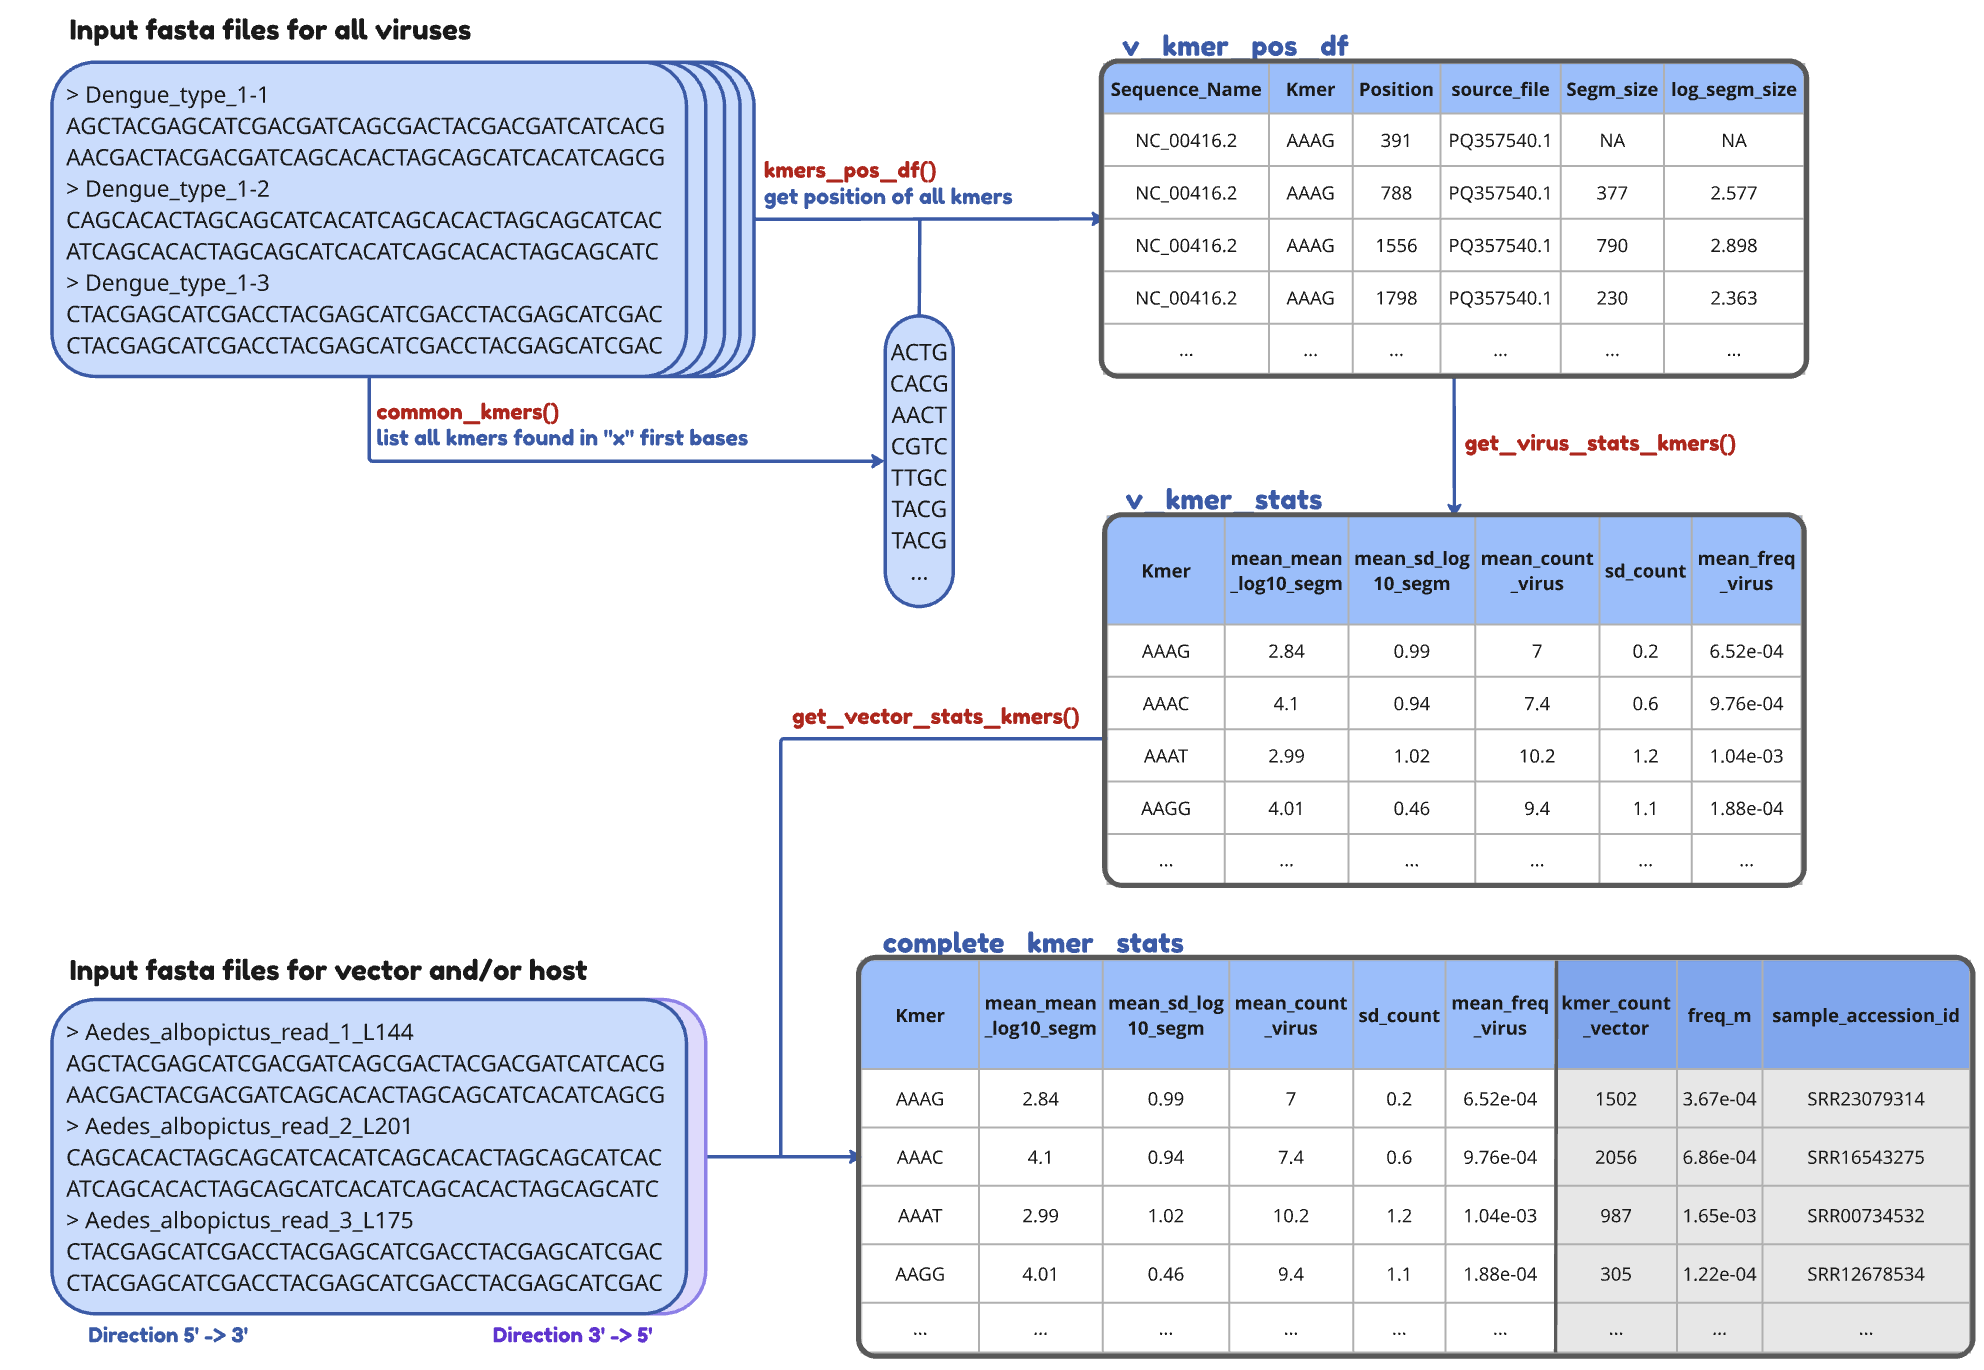 Input fasta files for all viruses
> Dengue_type_1-1
AGCTACGAGCATCGACGATCAGCGACTACGACGATCATCACG
AACGACTACGACGATCAGCACACTAGCAGCATCACATCAGCG
> Dengue_type_1-2
CAGCACACTAGCAGCATCACATCAGCACACTAGCAGCATCAC
ATCAGCACACTAGCAGCATCACATCAGCACACTAGCAGCATC
> Dengue_type_1-3
CTACGAGCATCGACCTACGAGCATCGACCTACGAGCATCGAC
CTACGAGCATCGACCTACGAGCATCGACCTACGAGCATCGAC
kmers_pos_df()
get position of all kmers
common_kmers()
list all kmers found in "x" first bases
ACTG
CACG
AACT
CGTC
TTGC
TACG
TACG
...
v_kmer_pos_df
Sequence_Name Kmer Position source_file Segm_size log_segm_size
NC_00416.2 AAAG 391 PQ357540.1 NA NA
NC_00416.2 AAAG 788 PQ357540.1 377 2.577
NC_00416.2 AAAG 1556 PQ357540.1 790 2.898
NC_00416.2 AAAG 1798 PQ357540.1 230 2.363
... ... ... ... ... ...
get_virus_stats_kmers()
v_kmer_stats
Kmer mean_mean_log10_segm mean_sd_log10_segm mean_count_virus sd_count mean_freq_virus
AAAG 2.84 0.99 7 0.2 6.52e-04
AAAC 4.1 0.94 7.4 0.6 9.76e-04
AAAT 2.99 1.02 10.2 1.2 1.04e-03
AAGG 4.01 0.46 9.4 1.1 1.88e-04
... ... ... ... ... ...
get_vector_stats_kmers()
Input fasta files for vector and/or host
> Aedes_albopictus_read_1_L144
AGCTACGAGCATCGACGATCAGCGACTACGACGATCATCACG
AACGACTACGACGATCAGCACACTAGCAGCATCACATCAGCG
> Aedes_albopictus_read_2_L201
CAGCACACTAGCAGCATCACATCAGCACACTAGCAGCATCAC
ATCAGCACACTAGCAGCATCACATCAGCACACTAGCAGCATC
> Aedes_albopictus_read_3_L175
CTACGAGCATCGACCTACGAGCATCGACCTACGAGCATCGAC
CTACGAGCATCGACCTACGAGCATCGACCTACGAGCATCGAC
Direction 5' -> 3'
Direction 3' -> 5'
complete_kmer_stats
Kmer mean_mean_log10_segm mean_sd_log10_segm mean_count_virus sd_count mean_freq_virus kmer_count_vector freq_m sample_accession_id
AAAG 2.84 0.99 7 0.2 6.52e-04 1502 3.67e-04 SRR23079314
AAAC 4.1 0.94 7.4 0.6 9.76e-04 2056 6.86e-04 SRR16543275
AAAT 2.99 1.02 10.2 1.2 1.04e-03 987 1.65e-03 SRR00734532
AAGG 4.01 0.46 9.4 1.1 1.88e-04 305 1.22e-04 SRR12678534
... ... ... ... ... ... ... ... ...